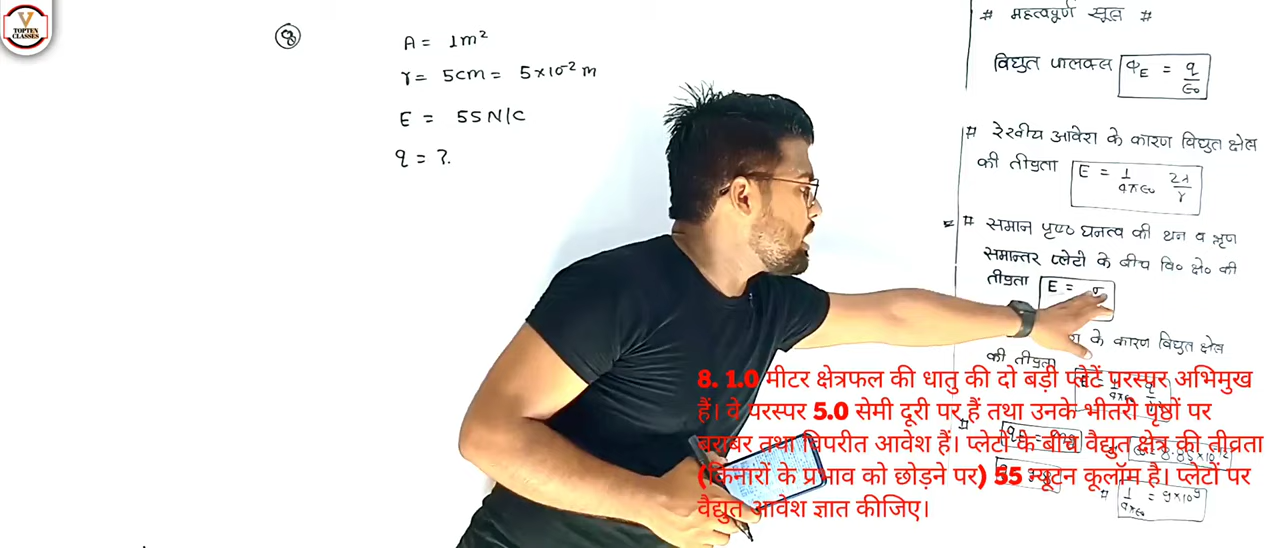 V
TOPTEN
CLASSES
8
A = 1m²
r = 5cm = 5×10⁻² m
E = 55N/C
q = ?
# महत्वपूर्ण सूत्र #
विद्युत फ्लक्स Φ_E = q/ε₀
# रेखीय आवेश के कारण विद्युत क्षेत्र
की तीव्रता E = 1/4πε₀ 2λ/r
# समान पृष्ठ घनत्व की धन व ऋण
समान्तर प्लेटो के बीच वि० क्षे० की
तीव्रता E = σ
के कारण विद्युत क्षेत्र
की तीव्रता
8. 1.0 मीटर क्षेत्रफल की धातु की दो बड़ी प्लेटें परस्पर अभिमुख
हैं। वे परस्पर 5.0 सेमी दूरी पर हैं तथा उनके भीतरी पृष्ठों पर
बराबर तथा विपरीत आवेश हैं। प्लेटों के बीच वैद्युत क्षेत्र की तीव्रता
(किनारों के प्रभाव को छोड़ने पर) 55 न्यूटन कूलॉम है। प्लेटों पर
वैद्युत आवेश ज्ञात कीजिए।
# 1/4πε₀ = 9×10⁹